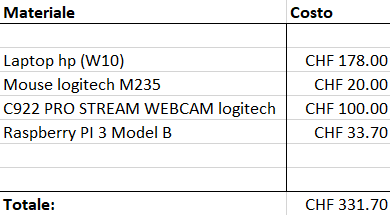 Materiale Costo
Laptop hp (W10) CHF 178.00
Mouse logitech M235 CHF 20.00
C922 PRO STREAM WEBCAM logitech CHF 100.00
Raspberry PI 3 Model B CHF 33.70
Totale: CHF 331.70